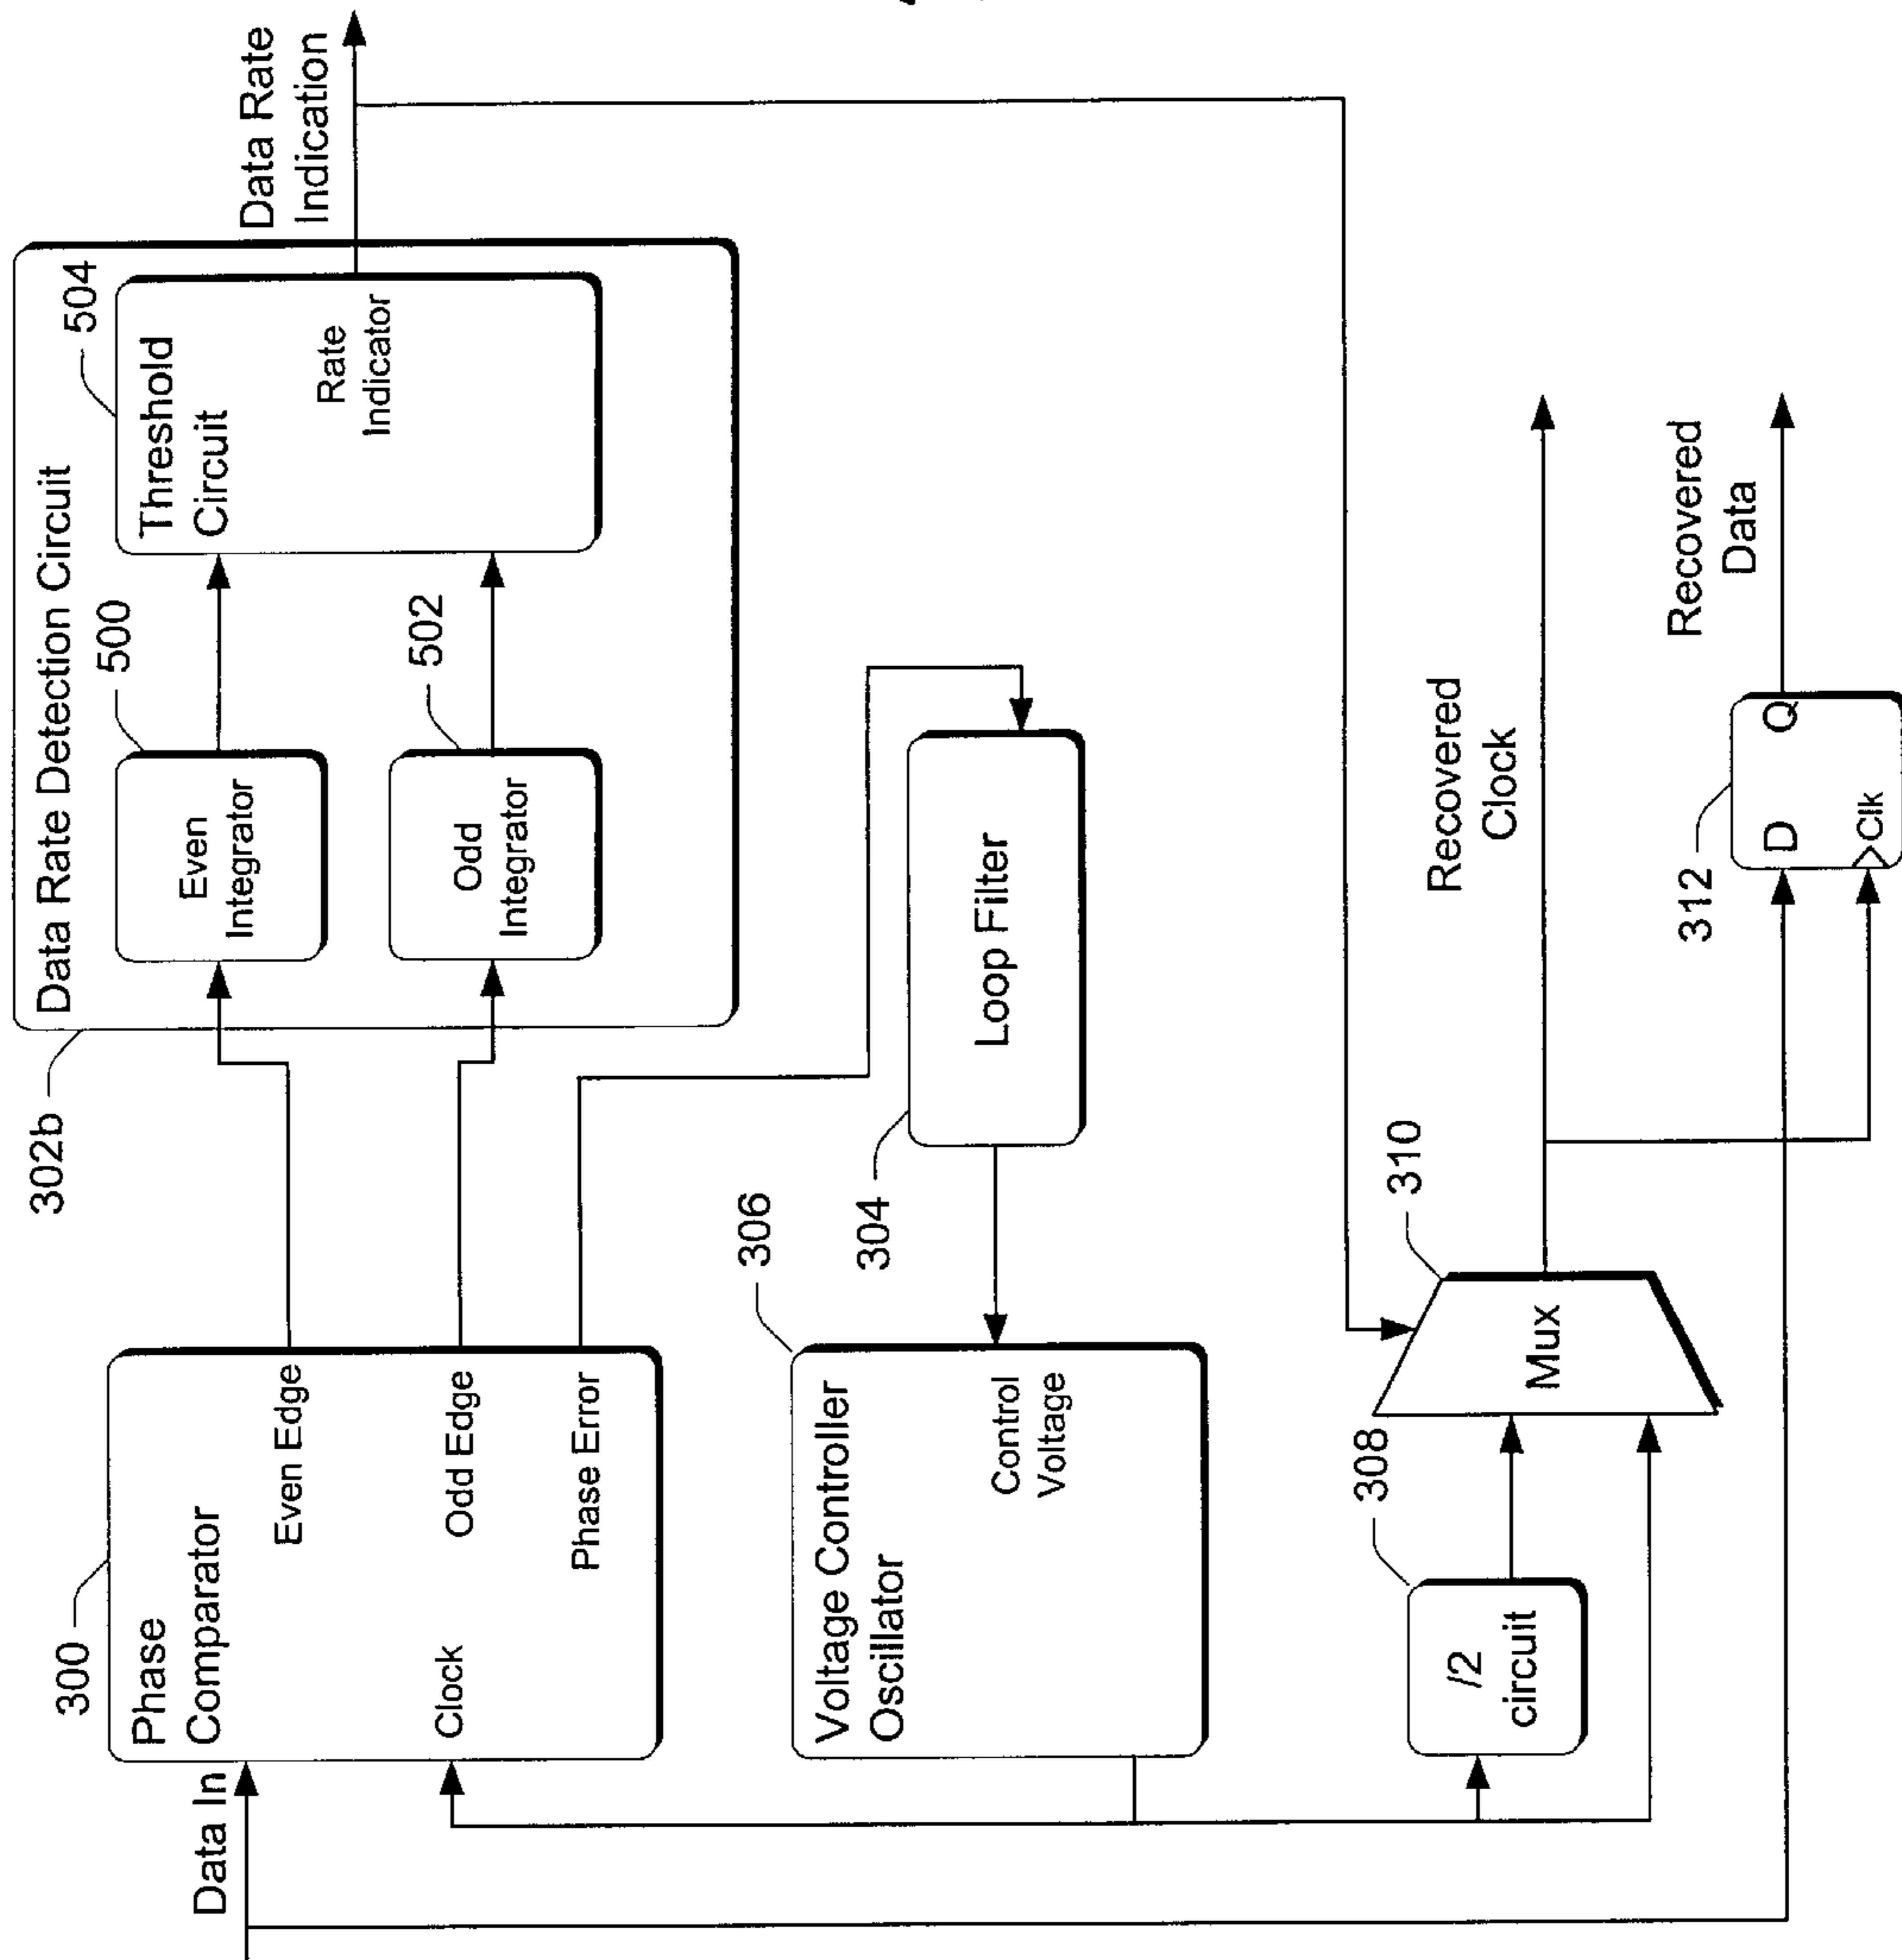 302b
Data Rate Detection Circuit
300
Phase
Comparator
Data In
Clock
Even Edge
Odd Edge
Phase Error
500
Even
Integrator
502
Odd
Integrator
504
Threshold
Circuit
Rate
Indicator
Data Rate
Indication
306
Voltage Controller
Oscillator
Control
Voltage
304
Loop Filter
308
/2
circuit
310
Mux
Recovered
Clock
312
D
Q
Clk
Recovered
Data